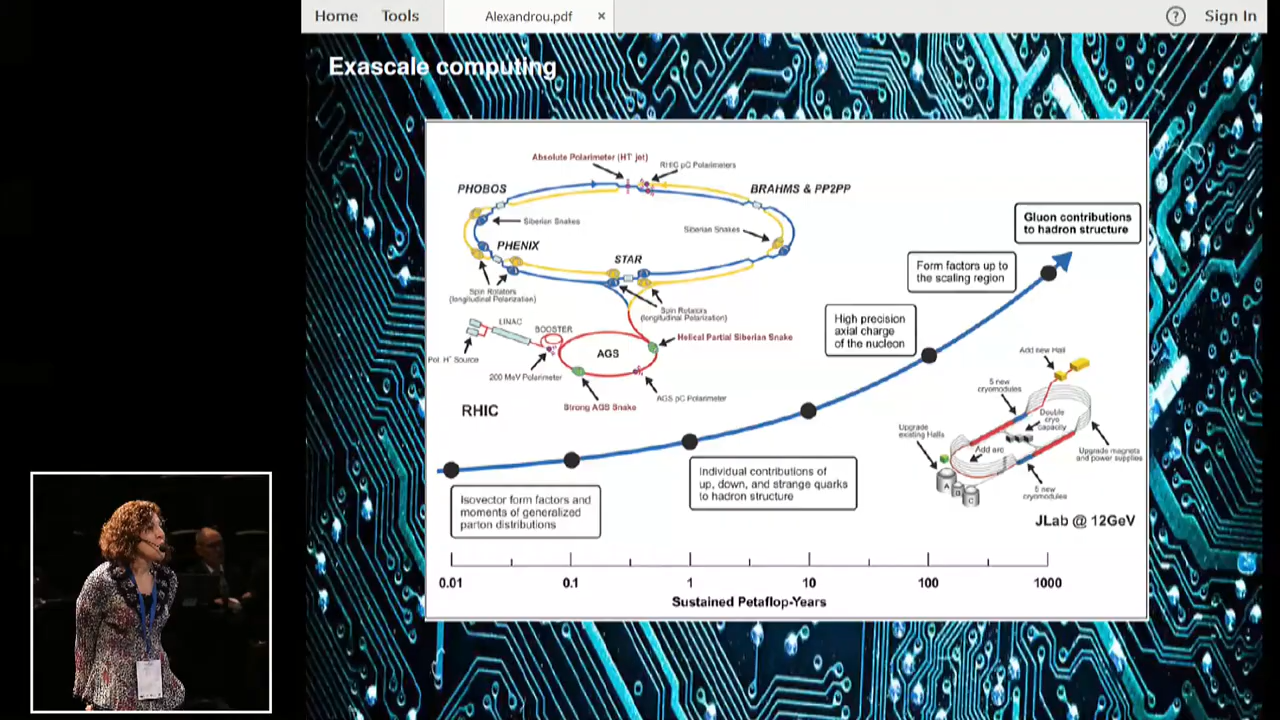 Home Tools Alexandrou.pdf × ? Sign In
Exascale computing
Absolute Polarimeter (HT jet)
RHIC pC Polarimeters
PHOBOS
BRAHMS & PP2PP
Siberian Snakes
Siberian Snakes
PHENIX
STAR
Spin Rotators
(longitudinal Polarization)
Spin Rotators
(longitudinal Polarization)
LINAC
BOOSTER
Pol. H⁻ Source
AGS
Helical Partial Siberian Snake
200 MeV Polarimeter
AGS pC Polarimeter
Strong AGS Snake
RHIC
Gluon contributions
to hadron structure
Form factors up to
the scaling region
High precision
axial charge
of the nucleon
Individual contributions of
up, down, and strange quarks
to hadron structure
Isovector form factors and
moments of generalized
parton distributions
Add new Hall
5 new
cryomodules
Double
cryo
capacity
Upgrade
existing Halls
Add arc
Upgrade magnets
and power supplies
A
B
C
5 new
cryomodules
JLab @ 12GeV
0.01 0.1 1 10 100 1000
Sustained Petaflop-Years